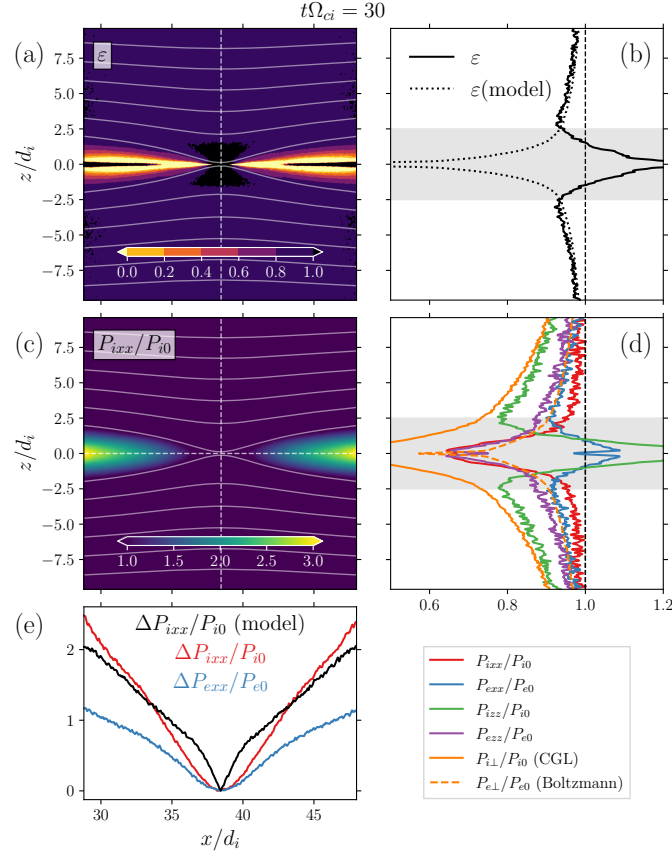 tΩ_ci = 30
(a)
ε
7.5
5.0
2.5
0.0
−2.5
−5.0
−7.5
z/d_i
0.0 0.2 0.4 0.6 0.8 1.0
(b)
ε
ε(model)
(c)
P_ixx/P_i0
7.5
5.0
2.5
0.0
−2.5
−5.0
−7.5
z/d_i
1.0 1.5 2.0 2.5 3.0
(d)
0.6 0.8 1.0 1.2
(e)
ΔP_ixx/P_i0 (model)
ΔP_ixx/P_i0
ΔP_exx/P_e0
2
1
0
30 35 40 45
x/d_i
P_ixx/P_i0
P_exx/P_e0
P_izz/P_i0
P_ezz/P_e0
P_i⊥/P_i0 (CGL)
P_e⊥/P_e0 (Boltzmann)